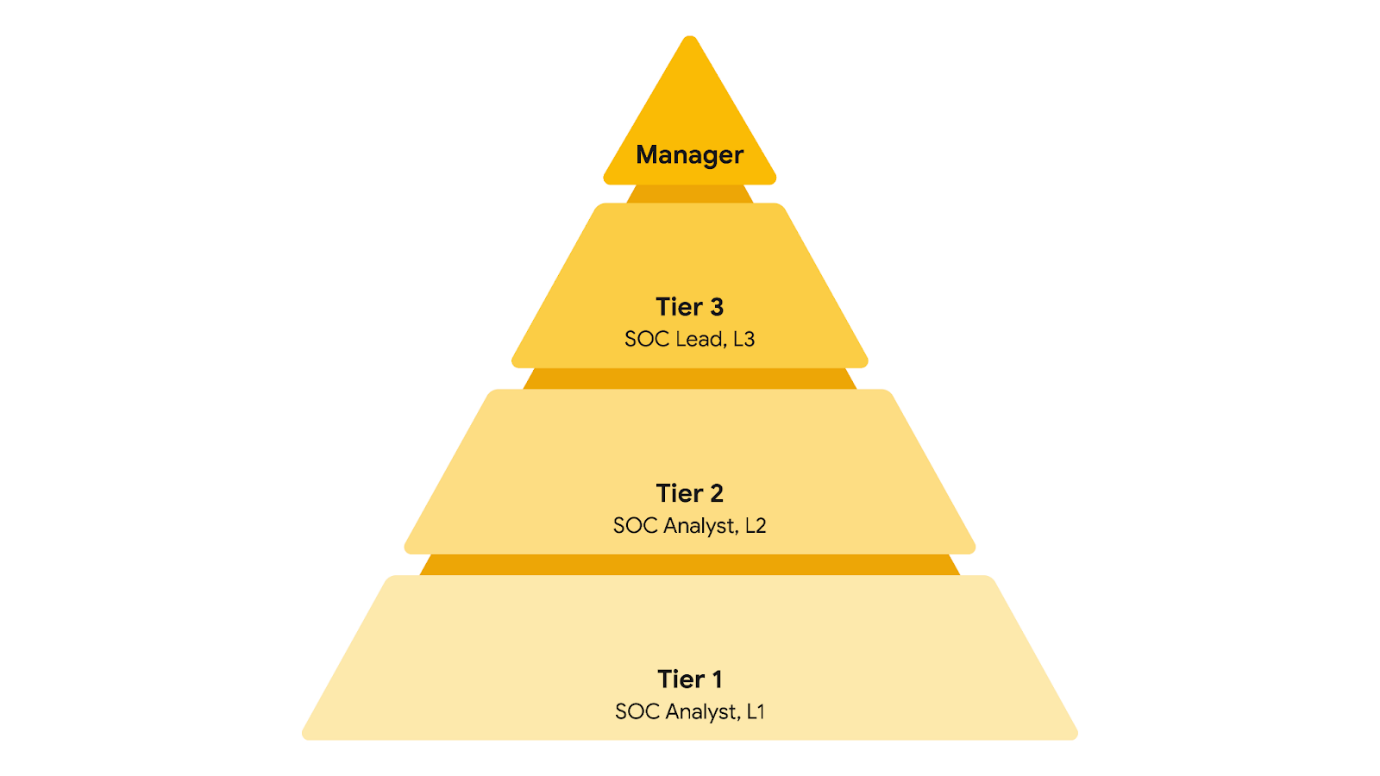 Manager
Tier 3
SOC Lead, L3
Tier 2
SOC Analyst, L2
Tier 1
SOC Analyst, L1